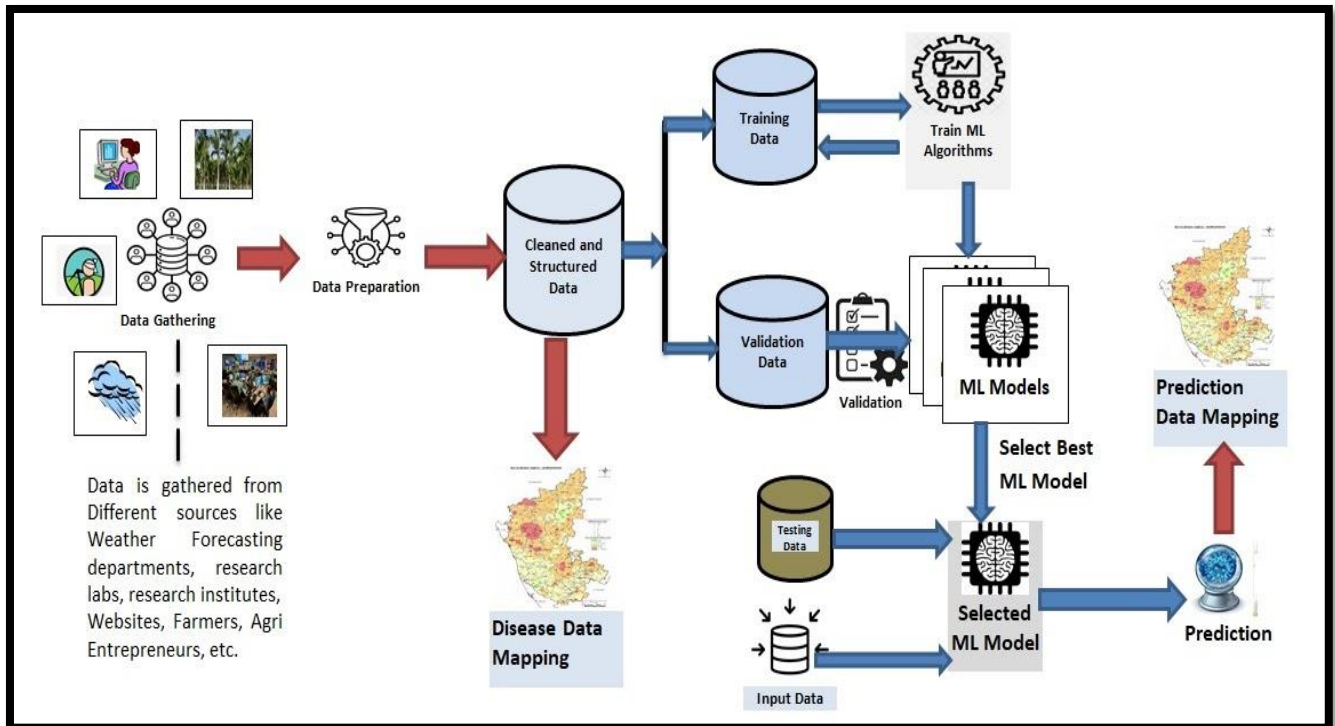 Data Gathering
Data is gathered from
Different sources like
Weather Forecasting
departments, research
labs, research institutes,
Websites, Farmers, Agri
Entrepreneurs, etc.
Data Preparation
Cleaned and
Structured
Data
Disease Data
Mapping
Training
Data
Train ML
Algorithms
Validation
Data
Validation
ML Models
Select Best
ML Model
Testing
Data
Input Data
Selected
ML Model
Prediction
Prediction
Data Mapping